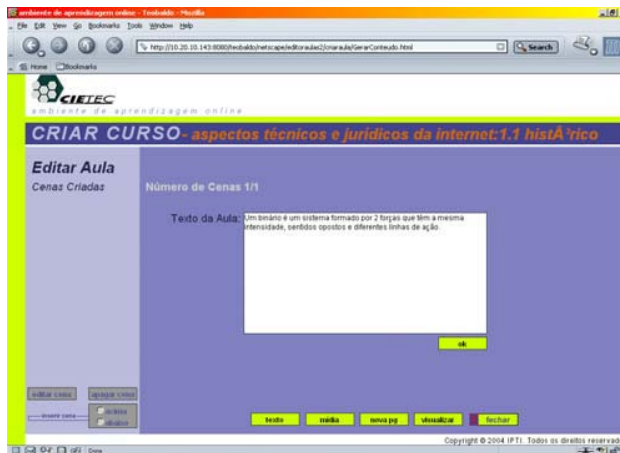 ambiente de aprendizagem online - Teobaldo - Mozilla
File Edit View Go Bookmarks Tools Window Help
http://10.20.10.143:8080/teobaldo/netscape/editoraulas2/criaraula/GerarConteudo.html
Search
Home Bookmarks
CIETEC
ambiente de aprendizagem online
CRIAR CURSO- aspectos técnicos e jurídicos da internet:1.1 histÃ³rico
Editar Aula
Cenas Criadas
Número de Cenas 1/1
Texto da Aula:
Um binário é um sistema formado por 2 forças que têm a mesma
intensidade, sentidos opostos e diferentes linhas de ação.
ok
editar cena apagar cena
inserir cena
acima
abaixo
texto mídia nova pg visualizar fechar
Copyright © 2004 IPTI. Todos os direitos reservad
Done